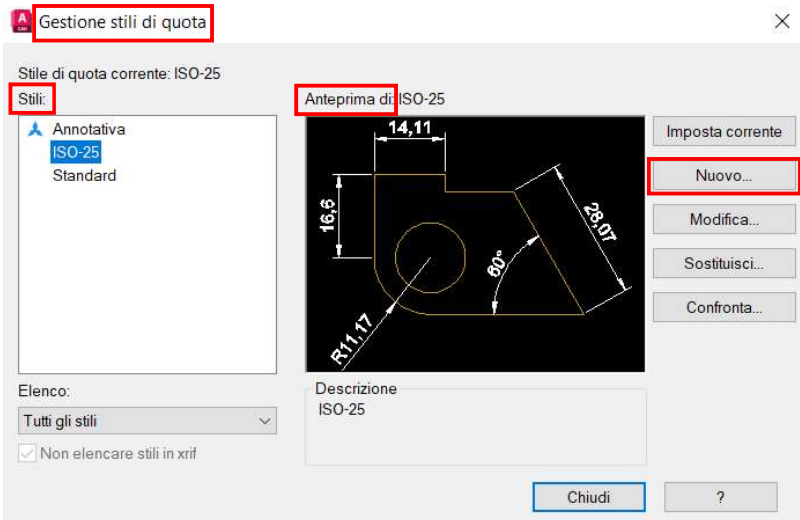 Gestione stili di quota
Stile di quota corrente: ISO-25
Stili:
Annotativa
ISO-25
Standard
Elenco:
Tutti gli stili
Non elencare stili in xrif
Anteprima di: ISO-25
14,11
16,6
28,07
60°
R11,17
Descrizione
ISO-25
Imposta corrente
Nuovo...
Modifica...
Sostituisci...
Confronta...
Chiudi
?